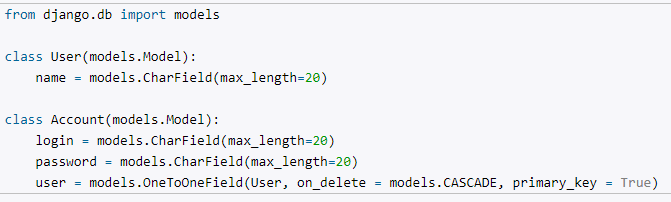 from django.db import models
class User(models.Model):
name = models.CharField(max_length=20)
class Account(models.Model):
login = models.CharField(max_length=20)
password = models.CharField(max_length=20)
user = models.OneToOneField(User, on_delete = models.CASCADE, primary_key = True)